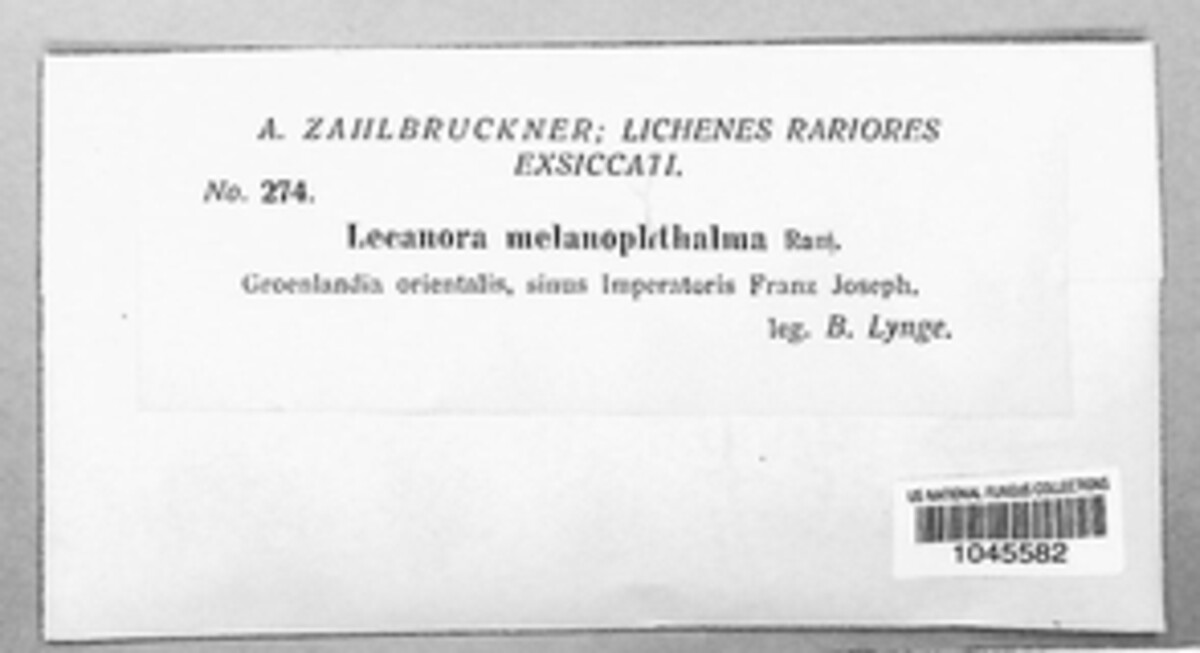 A. ZAHLBRUCKNER; LICHENES RARIORES
EXSICCATI.
No. 274.
Lecanora melanophthalma Ram.
Groenlandia orientalis, sinus Imperatoris Franz Joseph.
leg. B. Lynge.
US NATIONAL FUNGUS COLLECTIONS
1045582